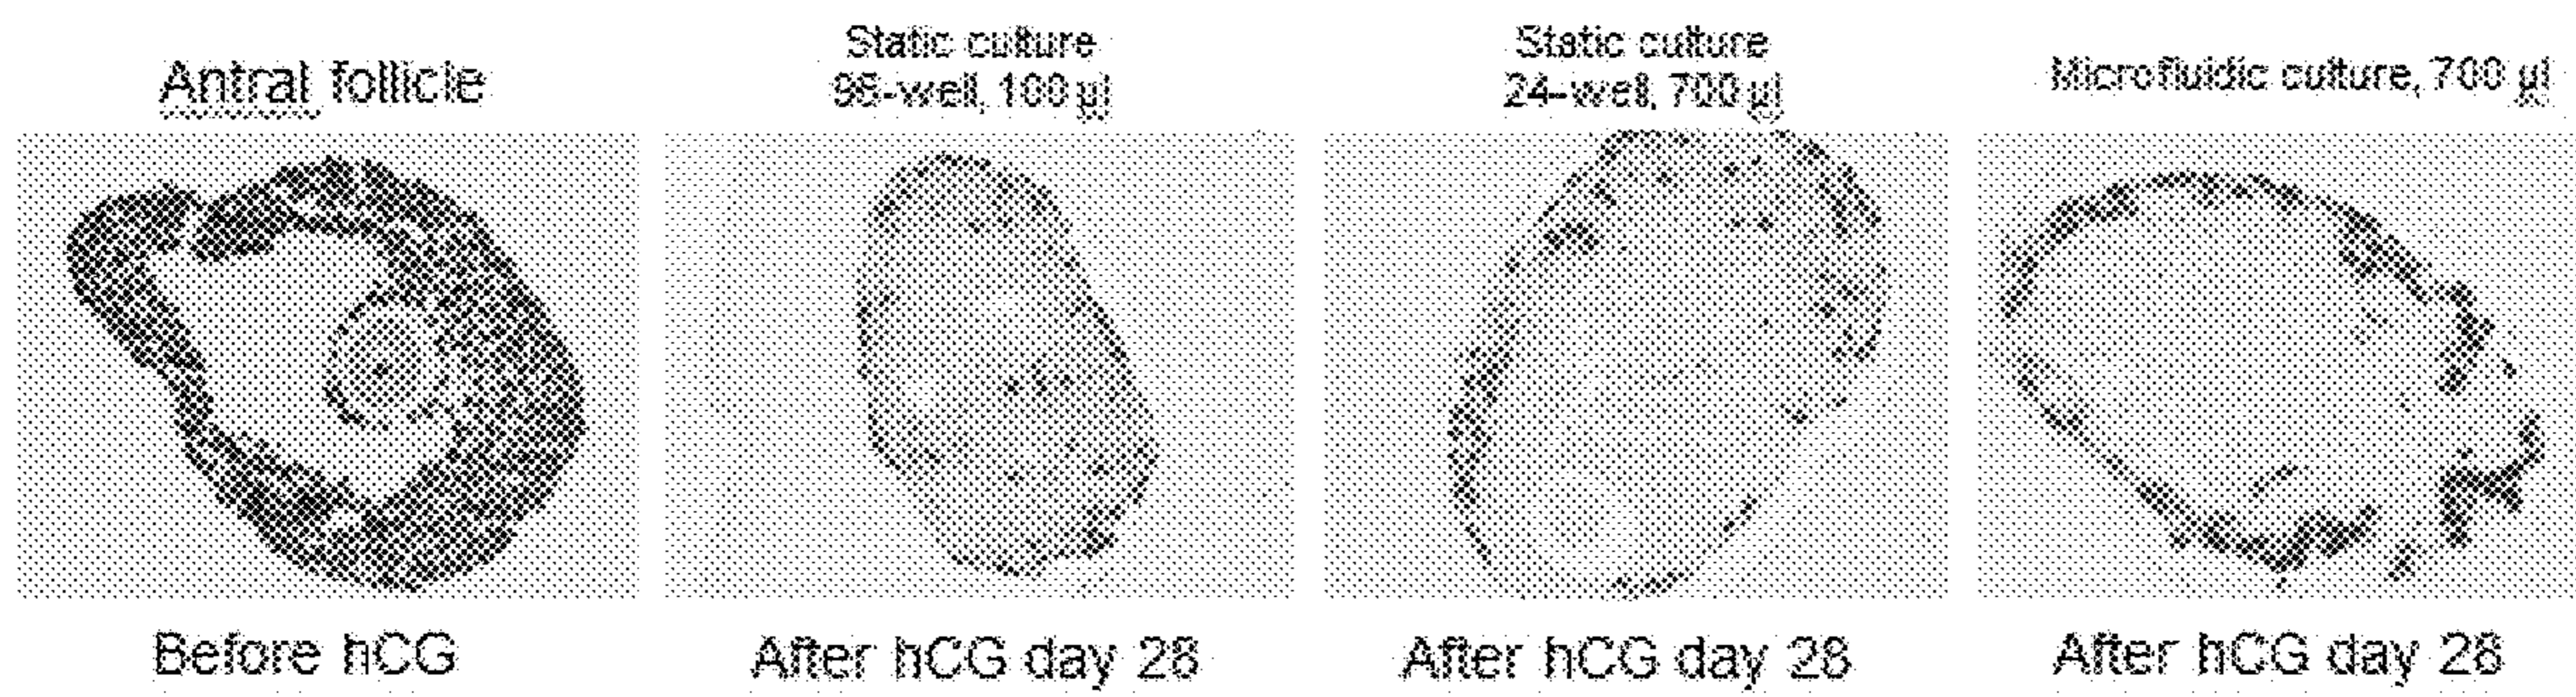 Antral follicle
Static culture
96-well, 100 µl
Static culture
24-well, 700 µl
Microfluidic culture, 700 µl
Before hCG
After hCG day 28
After hCG day 28
After hCG day 28